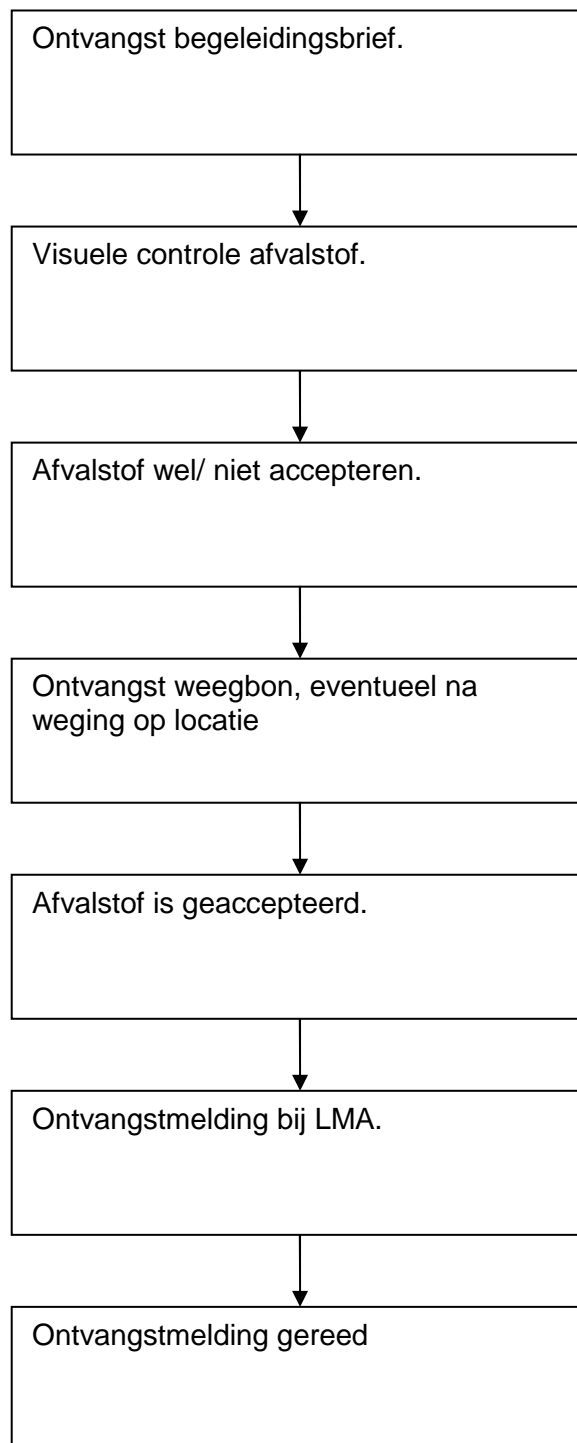 Ontvangst begeleidingsbrief.
Visuele controle afvalstof.
Afvalstof wel/ niet accepteren.
Ontvangst weegbon, eventueel na
weging op locatie
Afvalstof is geaccepteerd.
Ontvangstmelding bij LMA.
Ontvangstmelding gereed